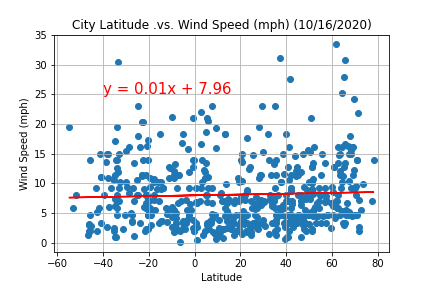 City Latitude .vs. Wind Speed (mph) (10/16/2020)
35
30
25
20
15
10
5
0
Wind Speed (mph)
y = 0.01x + 7.96
−60 −40 −20 0 20 40 60 80
Latitude